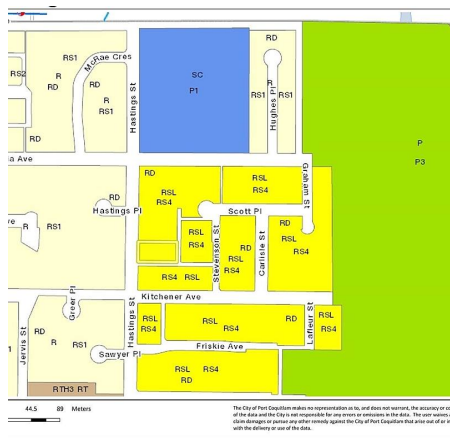 RD
RS1
McRae Cres
SC
RS2
R
R
RD
RD
Hastings St
P1
RS1
RS1
R
Hughes Pl
RS1
RD
P
ia Ave
P3
RD
RSL
RSL
RS4
RS4
Graham St
RD
Hastings Pl
Scott Pl
ve
R
RS1
RSL
RS4
Stevenson St
RD
RSL
RS4
Carlisle St
RD
RSL
RS4
RS4
RSL
Greer Pl
Kitchener Ave
Jervis St
RD
R
RS1
Hastings St
RSL
RS4
RSL
RS4
RD
Lafleur St
RSL
RS4
Friskie Ave
Sawyer Pl
RSL
RS4
RD
RTH3 RT
44.5
89 Meters
The City of Port Coquitlam makes no representation as to, and does not warrant, the accuracy or co
of the data and the City is not responsible for any errors or emissions in the data. The user waives a
claim damages or pursue any other remedy against the City of Port Coquitlam that arise out of or in
with the delivery or use of the data.